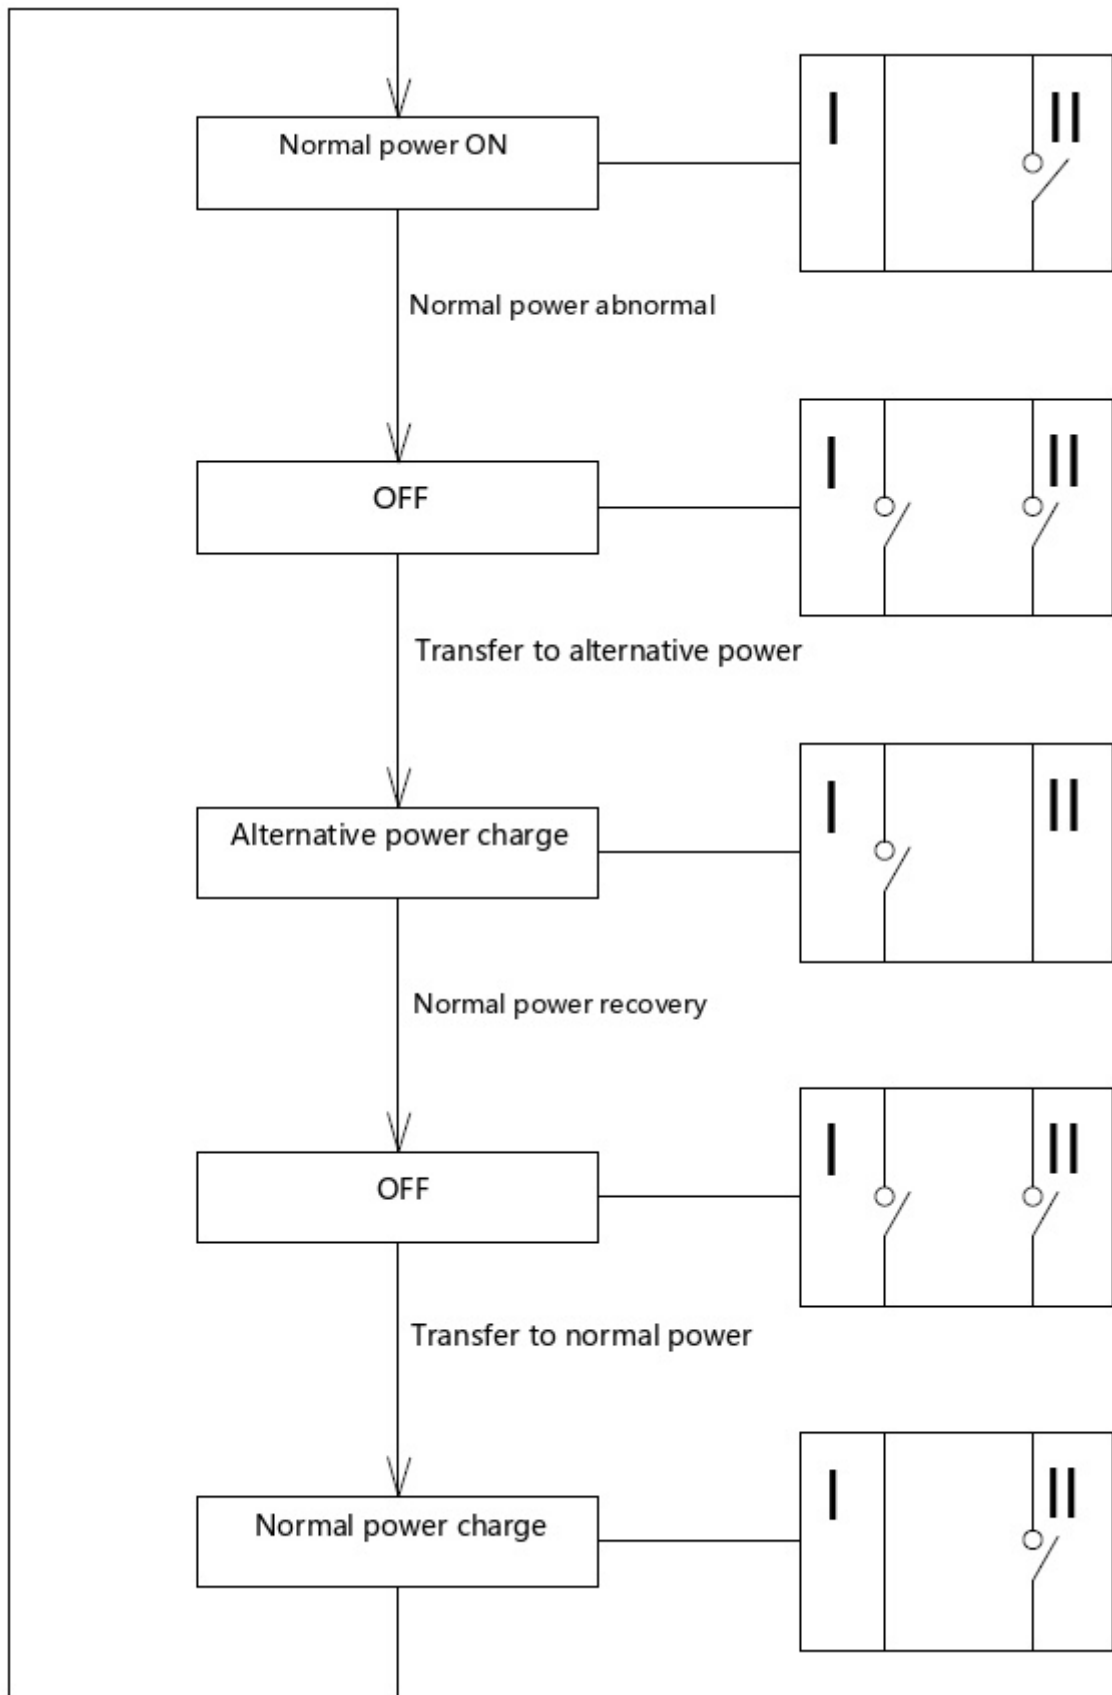 Normal power ON
I
II
Normal power abnormal
OFF
I
II
Transfer to alternative power
Alternative power charge
I
II
Normal power recovery
OFF
I
II
Transfer to normal power
Normal power charge
I
II